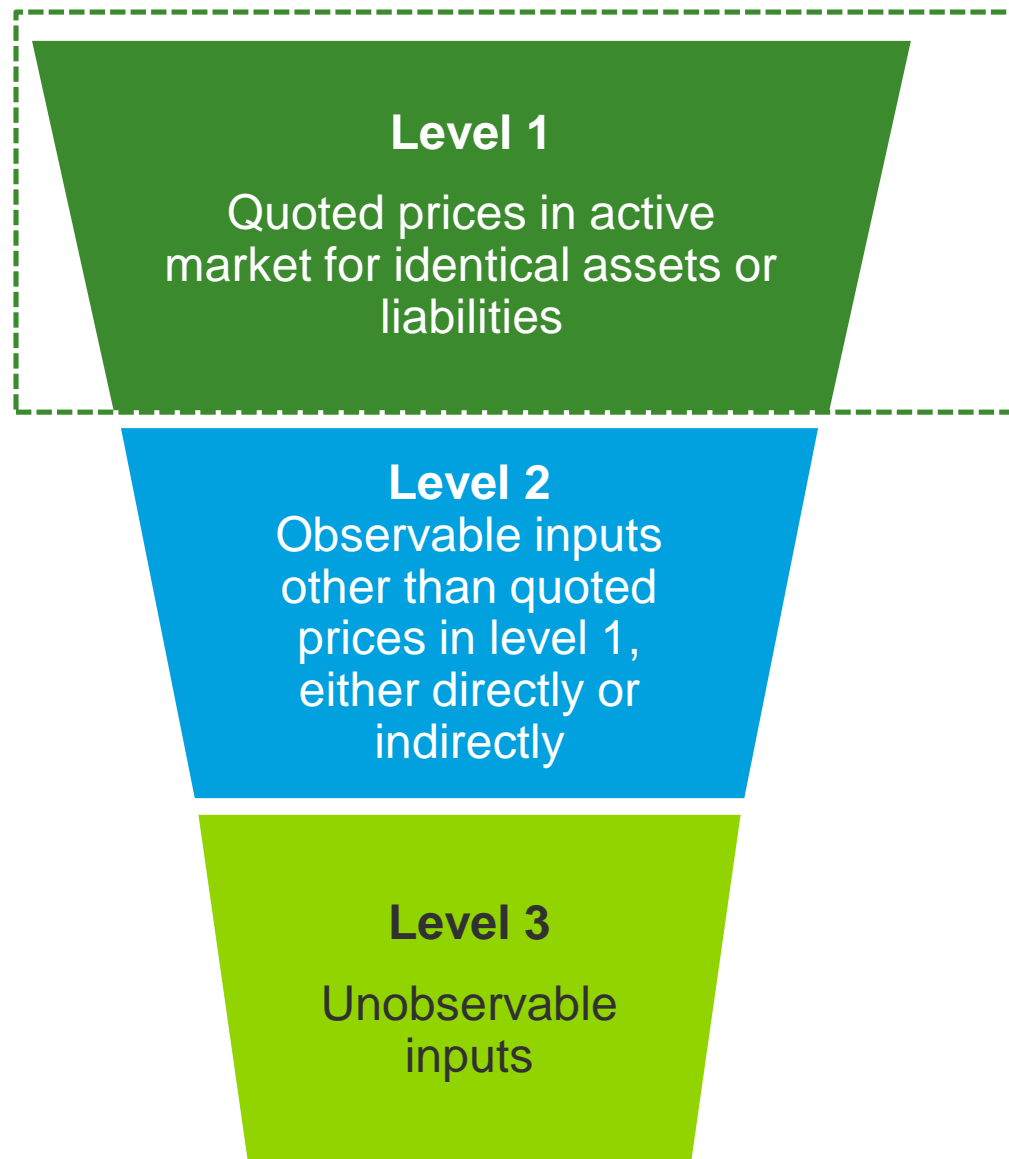 Level 1
Quoted prices in active
market for identical assets or
liabilities
Level 2
Observable inputs
other than quoted
prices in level 1,
either directly or
indirectly
Level 3
Unobservable
inputs